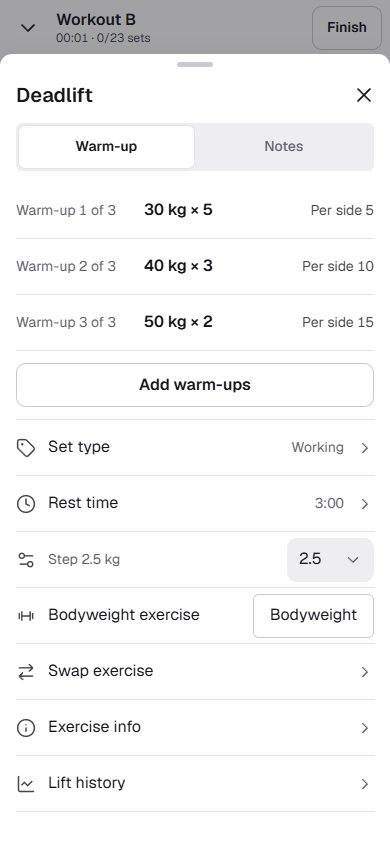 Workout B
00:01 · 0/23 sets
Finish
Deadlift
Warm-up
Notes
Warm-up 1 of 3 30 kg × 5 Per side 5
Warm-up 2 of 3 40 kg × 3 Per side 10
Warm-up 3 of 3 50 kg × 2 Per side 15
Add warm-ups
Set type Working
Rest time 3:00
Step 2.5 kg 2.5
Bodyweight exercise Bodyweight
Swap exercise
Exercise info
Lift history